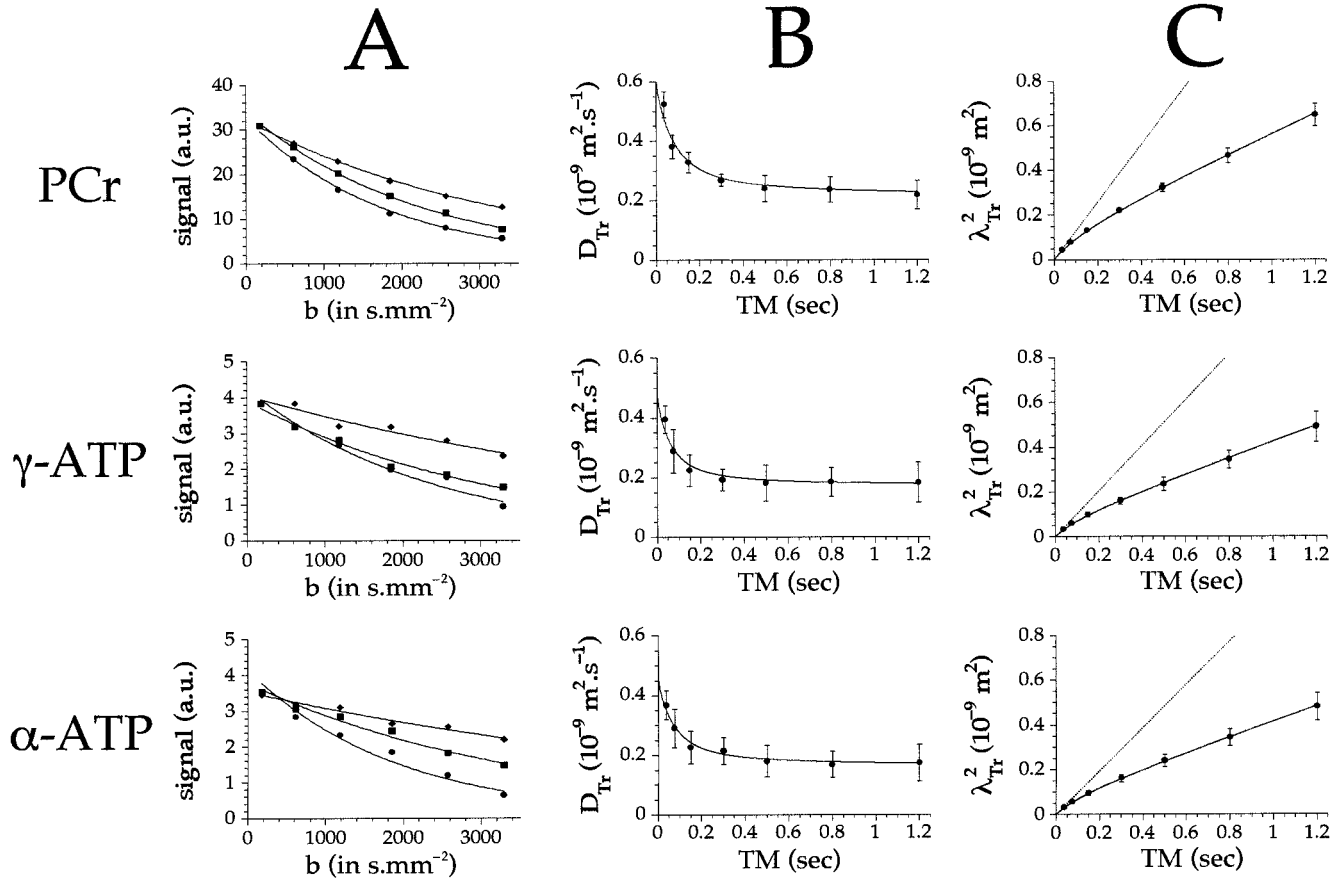 A B C
PCr
signal (a.u.)
40
30
20
10
0
0 1000 2000 3000
b (in s.mm⁻²)
D_Tr (10⁻⁹ m².s⁻¹)
0.6
0.4
0.2
0
0 0.2 0.4 0.6 0.8 1 1.2
TM (sec)
λ²_Tr (10⁻⁹ m²)
0.8
0.6
0.4
0.2
0
0 0.2 0.4 0.6 0.8 1 1.2
TM (sec)
γ-ATP
signal (a.u.)
5
4
3
2
1
0
0 1000 2000 3000
b (in s.mm⁻²)
D_Tr (10⁻⁹ m².s⁻¹)
0.6
0.4
0.2
0
0 0.2 0.4 0.6 0.8 1 1.2
TM (sec)
λ²_Tr (10⁻⁹ m²)
0.8
0.6
0.4
0.2
0
0 0.2 0.4 0.6 0.8 1 1.2
TM (sec)
α-ATP
signal (a.u.)
5
4
3
2
1
0
0 1000 2000 3000
b (in s.mm⁻²)
D_Tr (10⁻⁹ m².s⁻¹)
0.6
0.4
0.2
0
0 0.2 0.4 0.6 0.8 1 1.2
TM (sec)
λ²_Tr (10⁻⁹ m²)
0.8
0.6
0.4
0.2
0
0 0.2 0.4 0.6 0.8 1 1.2
TM (sec)